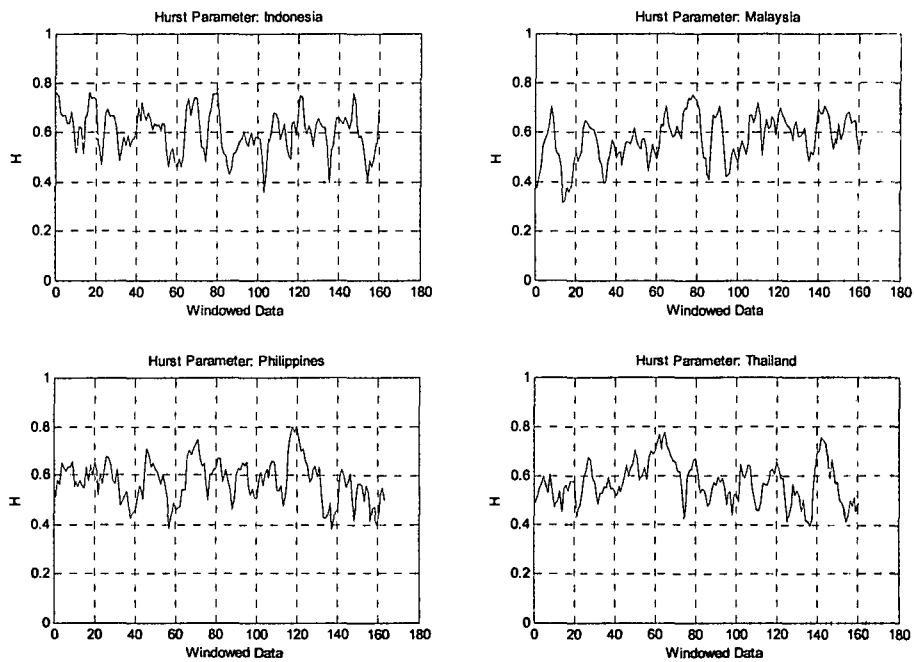 Hurst Parameter: Indonesia
1
0.8
0.6
0.4
0.2
0
H
0 20 40 60 80 100 120 140 160 180
Windowed Data
Hurst Parameter: Malaysia
1
0.8
0.6
0.4
0.2
0
H
0 20 40 60 80 100 120 140 160 180
Windowed Data
Hurst Parameter: Philippines
1
0.8
0.6
0.4
0.2
0
H
0 20 40 60 80 100 120 140 160 180
Windowed Data
Hurst Parameter: Thailand
1
0.8
0.6
0.4
0.2
0
H
0 20 40 60 80 100 120 140 160 180
Windowed Data